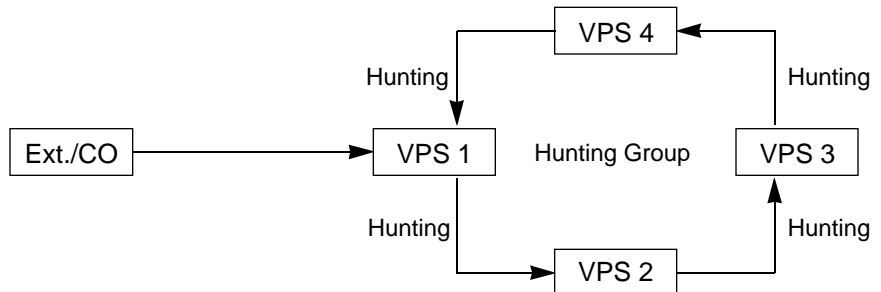 VPS 4
Hunting
Hunting
Ext./CO
VPS 1
Hunting Group
VPS 3
Hunting
Hunting
VPS 2